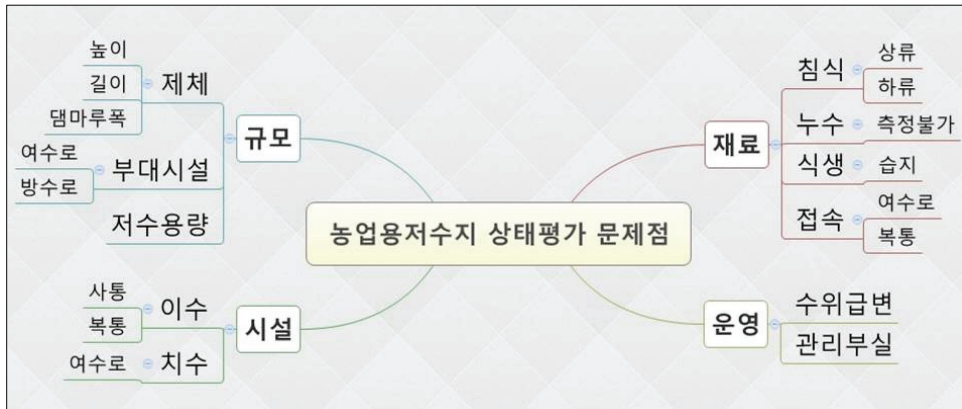 농업용저수지 상태평가 문제점
규모
제체
높이
길이
댐마루폭
부대시설
여수로
방수로
저수용량
시설
이수
사통
복통
치수
여수로
재료
침식
상류
하류
누수
측정불가
식생
습지
접속
여수로
복통
운영
수위급변
관리부실